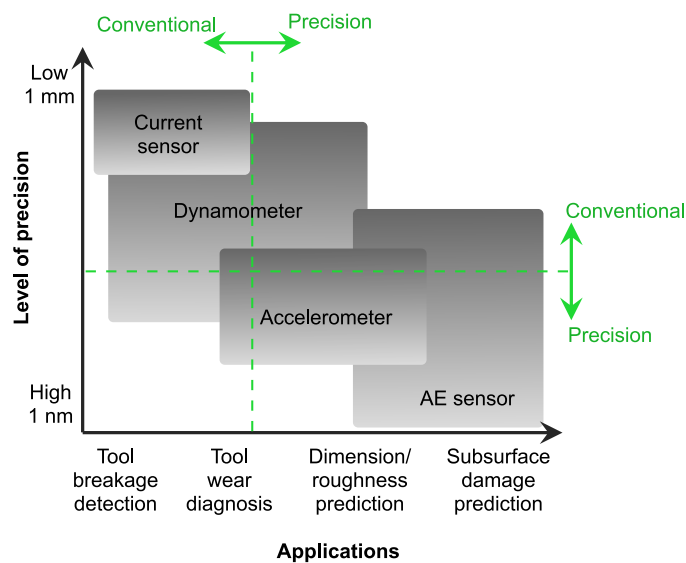 Conventional
Precision
Low
1 mm
Current
sensor
Level of precision
Dynamometer
Conventional
Accelerometer
Precision
High
1 nm
AE sensor
Tool
breakage
detection
Tool
wear
diagnosis
Dimension/
roughness
prediction
Subsurface
damage
prediction
Applications